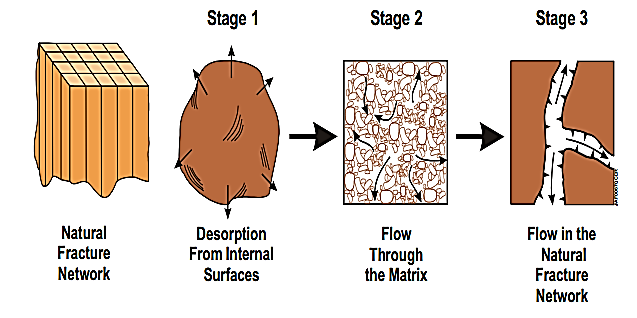 Stage 1
Stage 2
Stage 3
Natural
Fracture
Network
Desorption
From Internal
Surfaces
Flow
Through
the Matrix
Flow in the
Natural
Fracture
Network